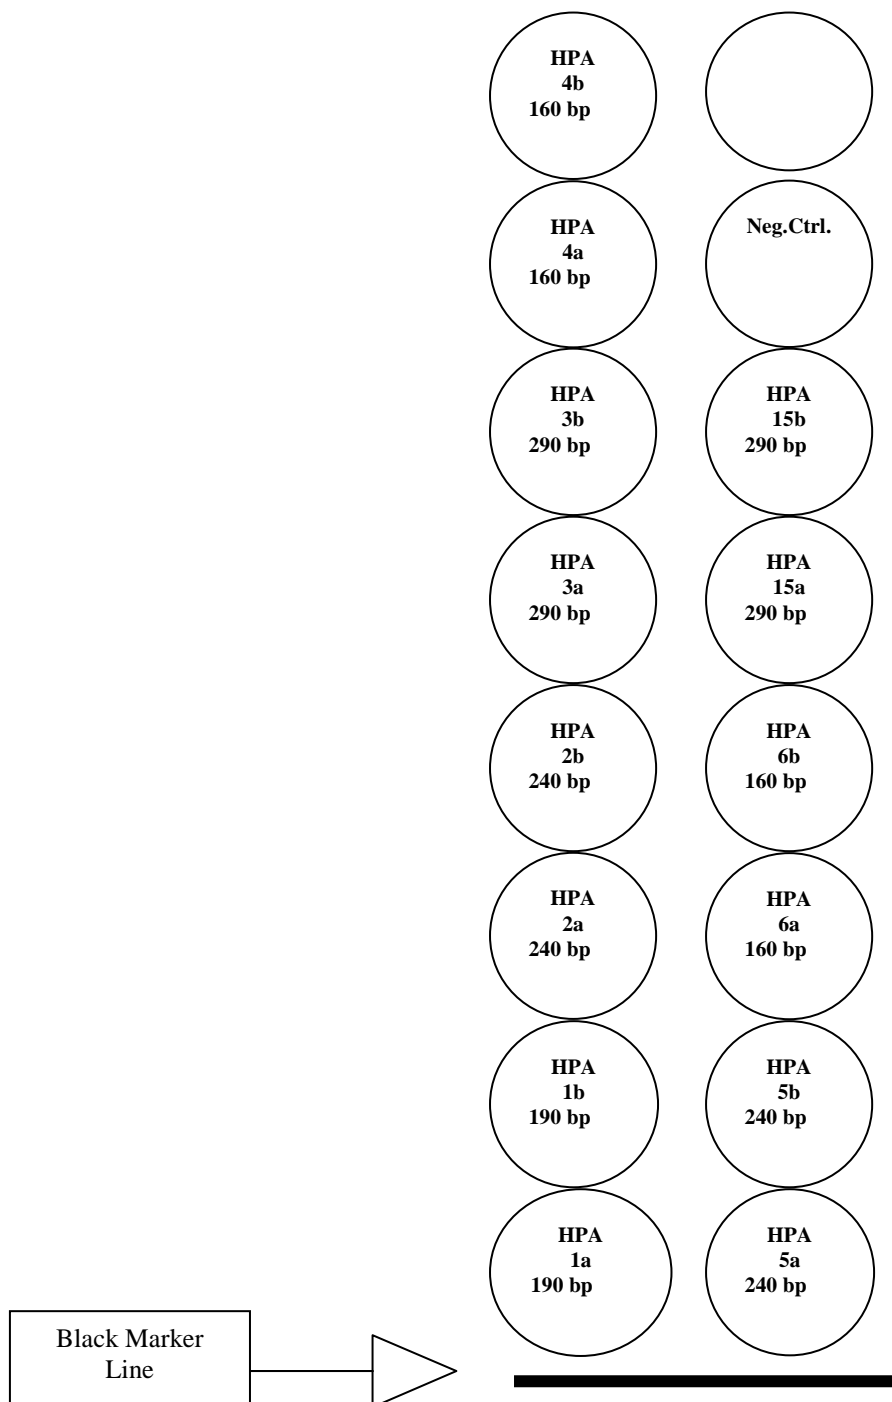 HPA
4b
160 bp
HPA
4a
160 bp
Neg.Ctrl.
HPA
3b
290 bp
HPA
15b
290 bp
HPA
3a
290 bp
HPA
15a
290 bp
HPA
2b
240 bp
HPA
6b
160 bp
HPA
2a
240 bp
HPA
6a
160 bp
HPA
1b
190 bp
HPA
5b
240 bp
HPA
1a
190 bp
HPA
5a
240 bp
Black Marker
Line